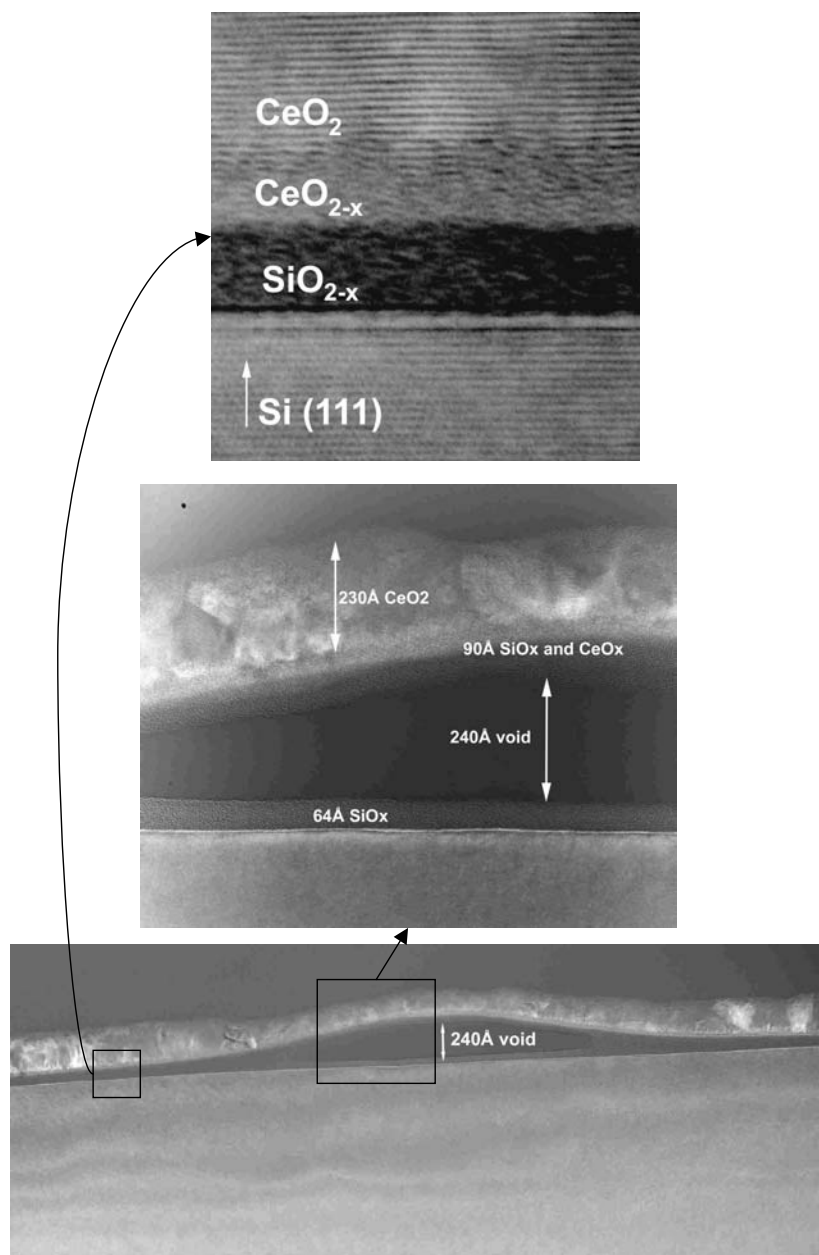 CeO₂
CeO₂₋ₓ
SiO₂₋ₓ
Si (111)
230Å CeO2
90Å SiOx and CeOx
240Å void
64Å SiOx
240Å void